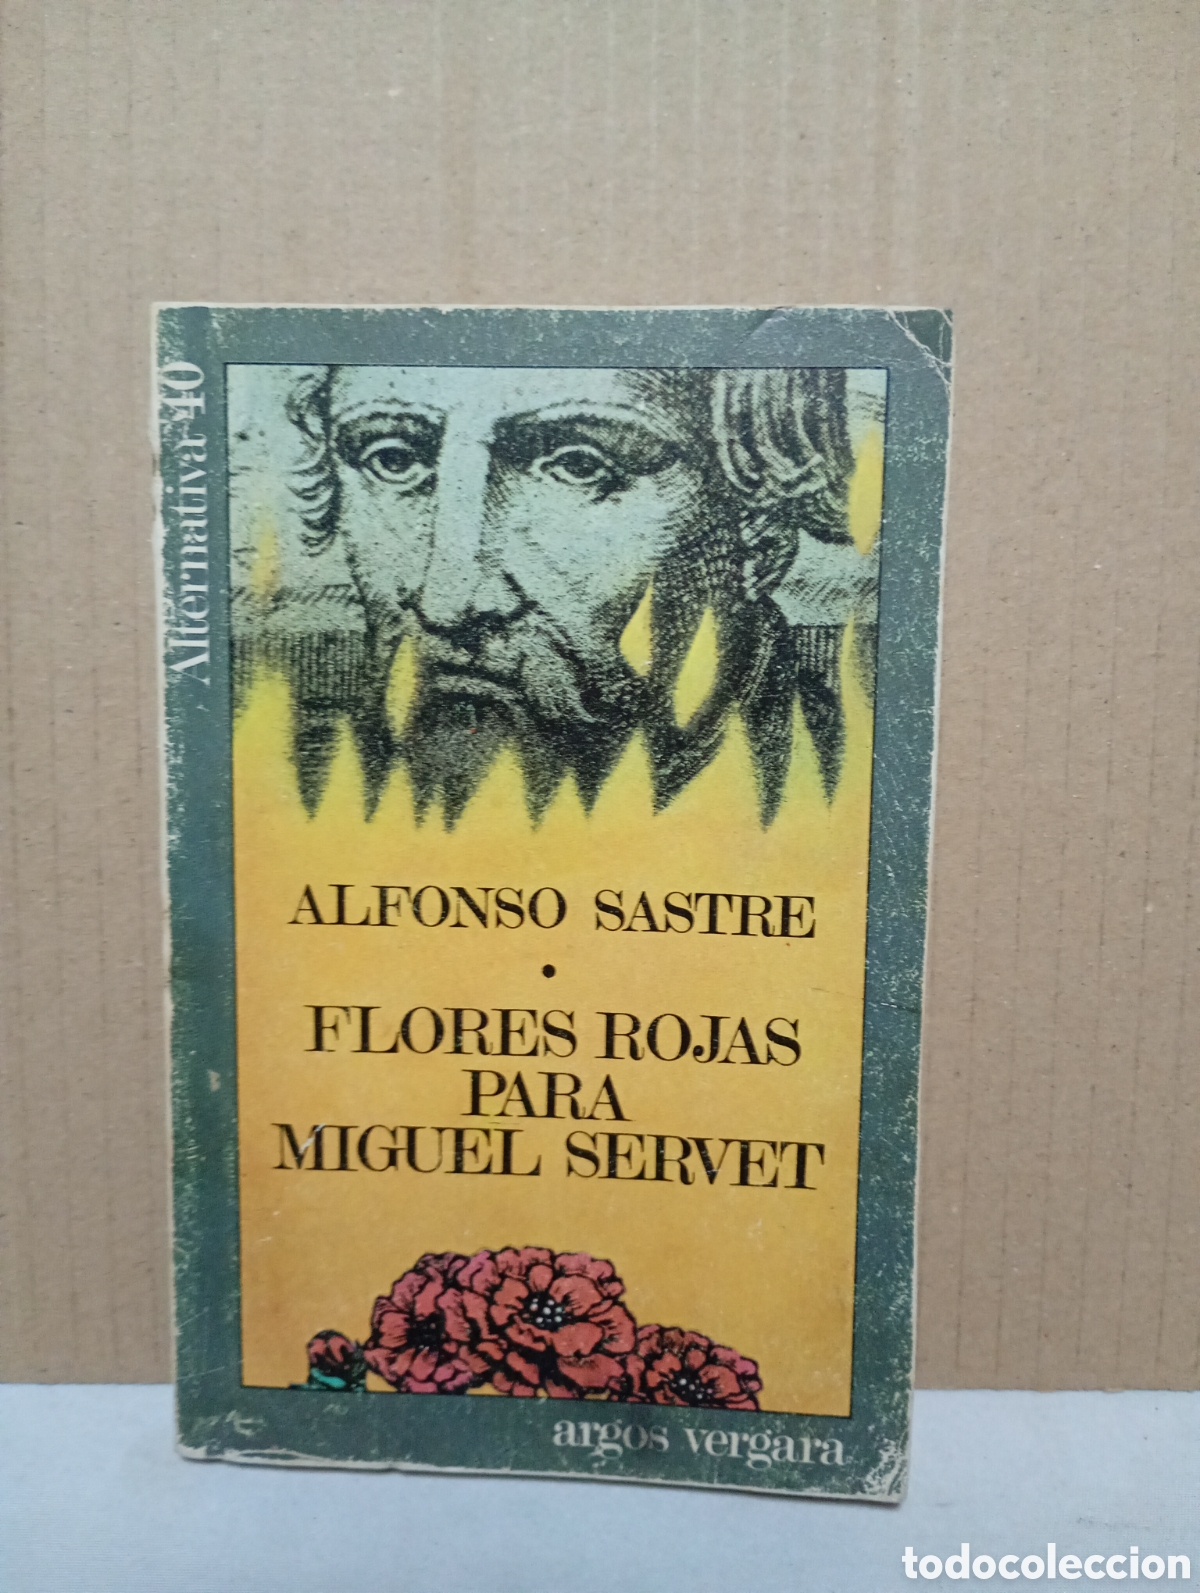 Alternativa 40
ALFONSO SASTRE
•
FLORES ROJAS
PARA
MIGUEL SERVET
argos vergara
todocoleccion